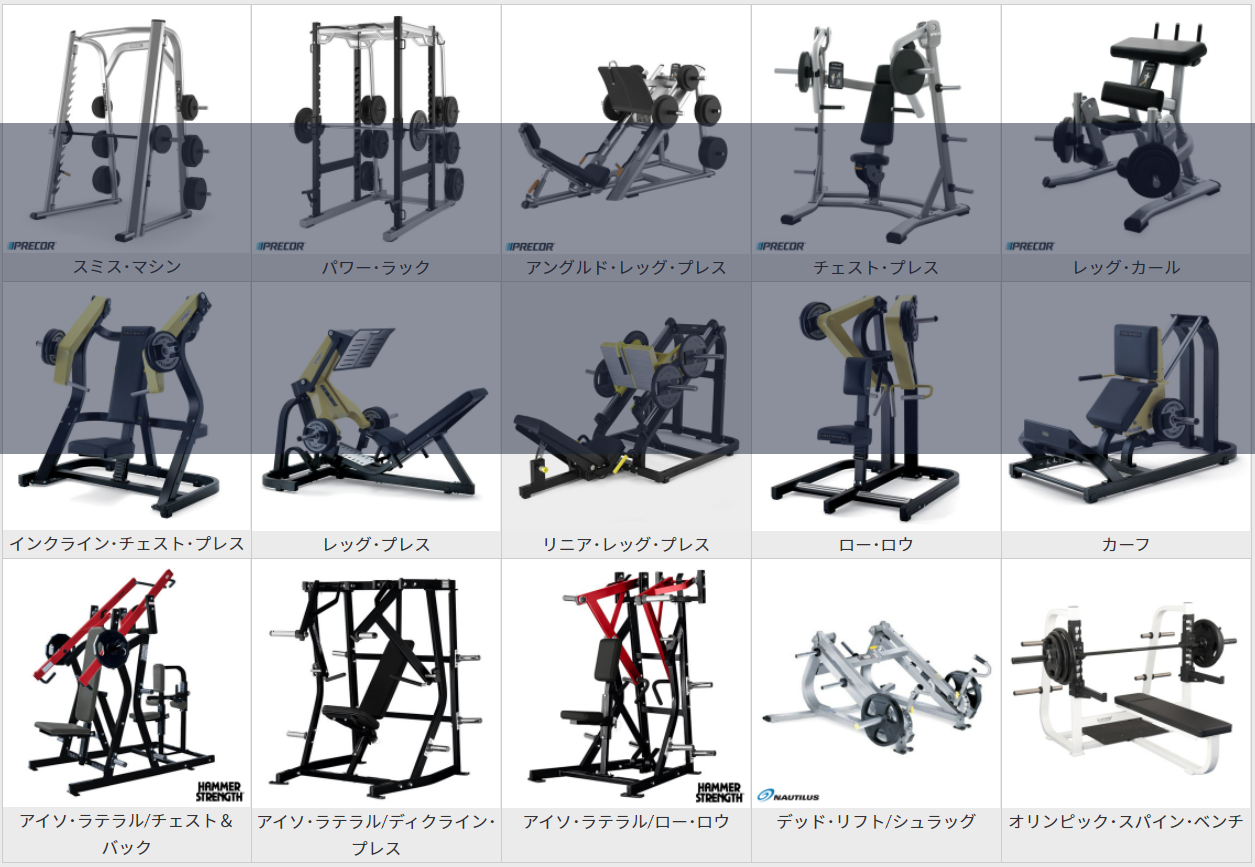 PRECOR
PRECOR
PRECOR
PRECOR
PRECOR
スミス･マシン
パワー･ラック
アングルド･レッグ･プレス
チェスト･プレス
レッグ･カール
インクライン･チェスト･プレス
レッグ･プレス
リニア･レッグ･プレス
ロー･ロウ
カーフ
HAMMER
STRENGTH
HAMMER
STRENGTH
NAUTILUS
アイソ･ラテラル/チェスト＆
バック
アイソ･ラテラル/ディクライン･
プレス
アイソ･ラテラル/ロー･ロウ
デッド･リフト/シュラッグ
オリンピック･スパイン･ベンチ